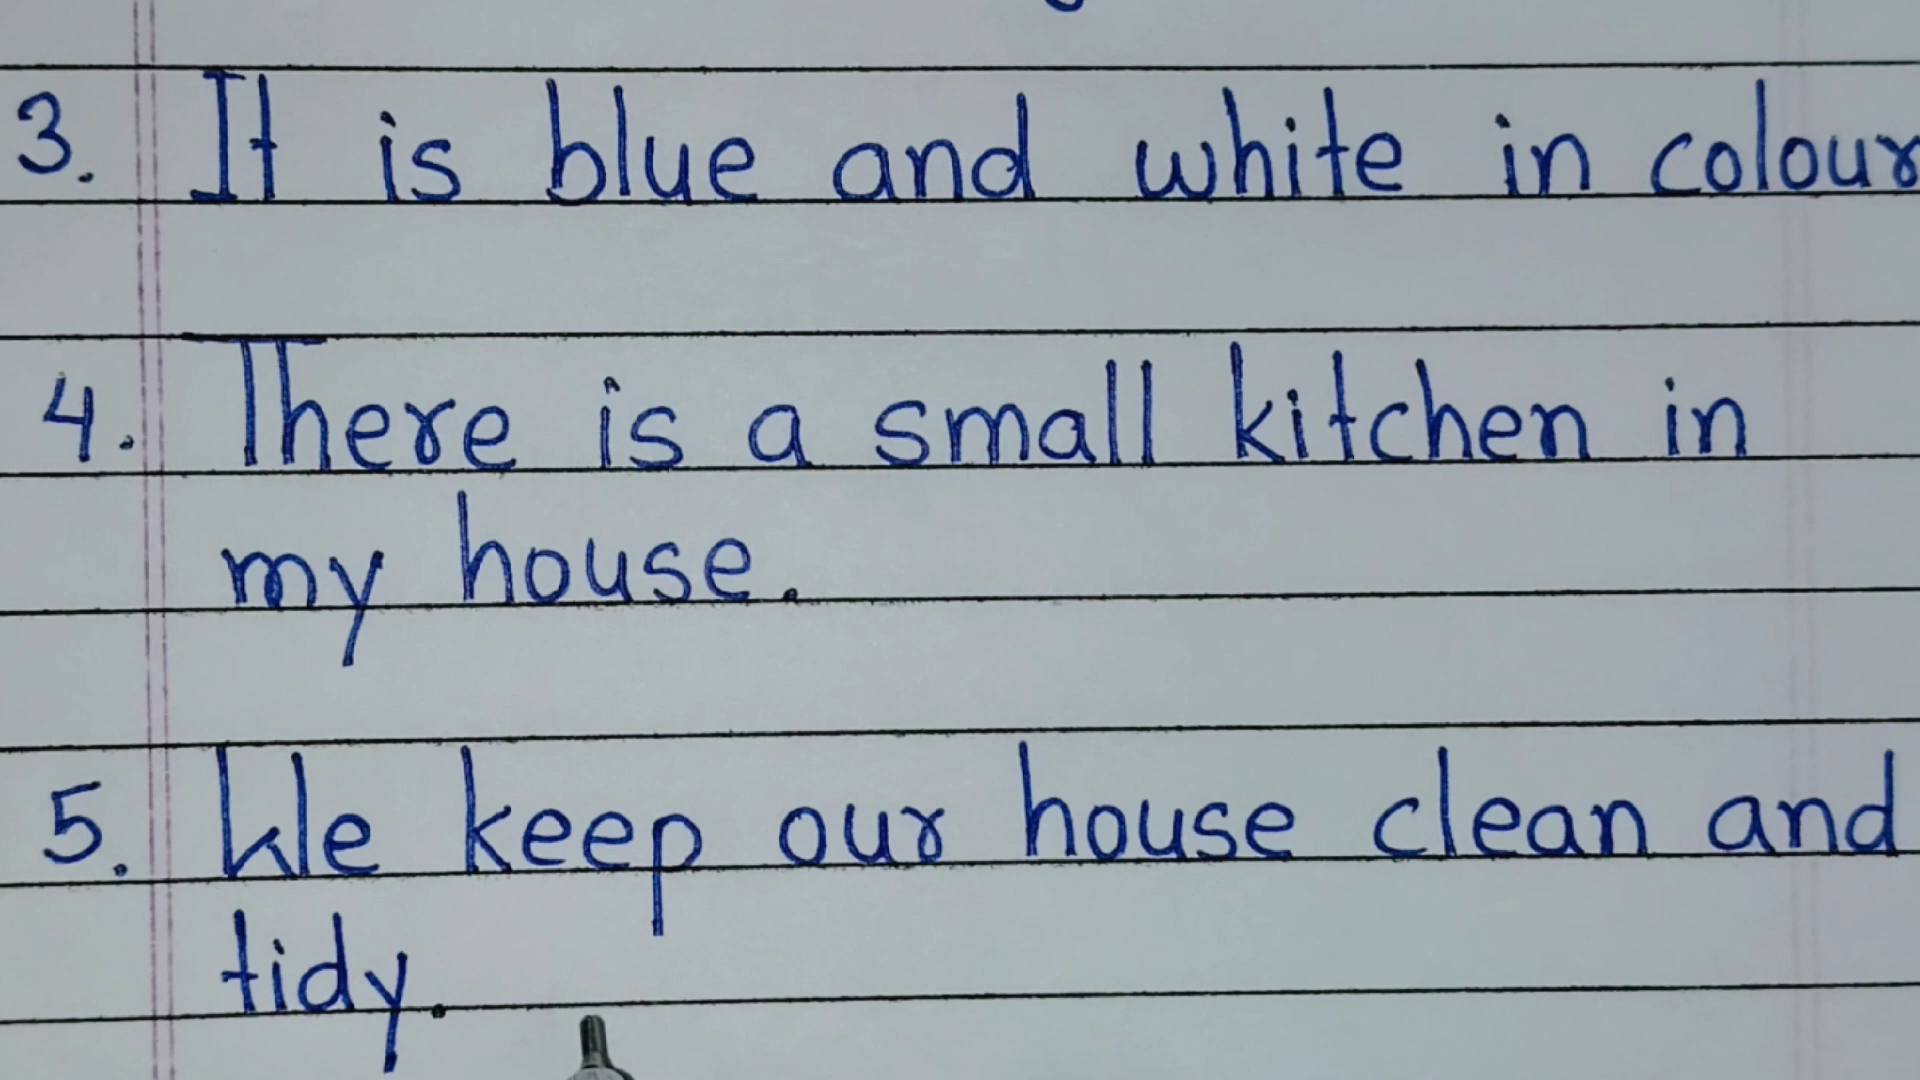 3. It is blue and white in colour
4. There is a small kitchen in
my house.
5. We keep our house clean and
tidy.